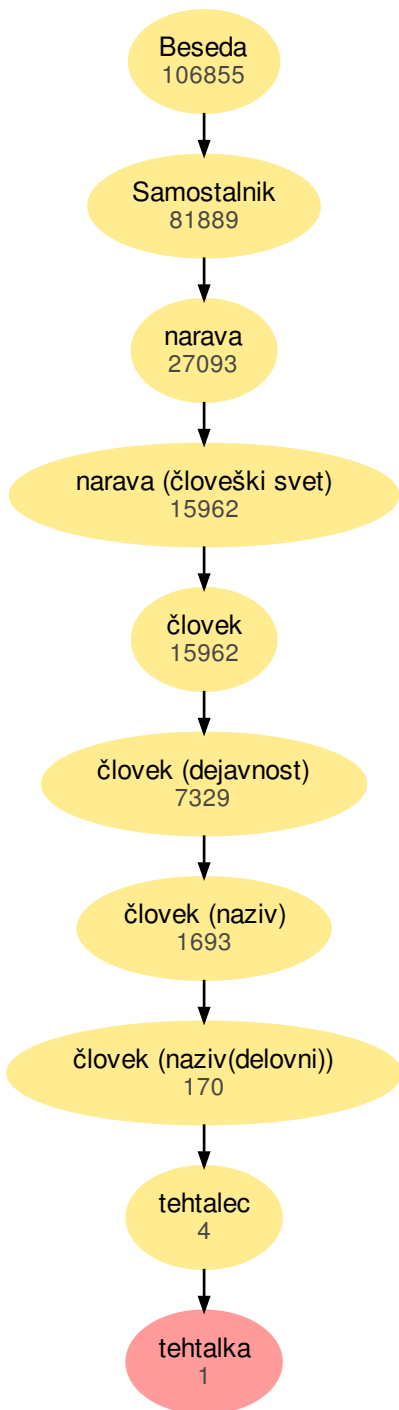 Beseda
106855
Samostalnik
81889
narava
27093
narava (človeški svet)
15962
človek
15962
človek (dejavnost)
7329
človek (naziv)
1693
človek (naziv(delovni))
170
tehtalec
4
tehtalka
1